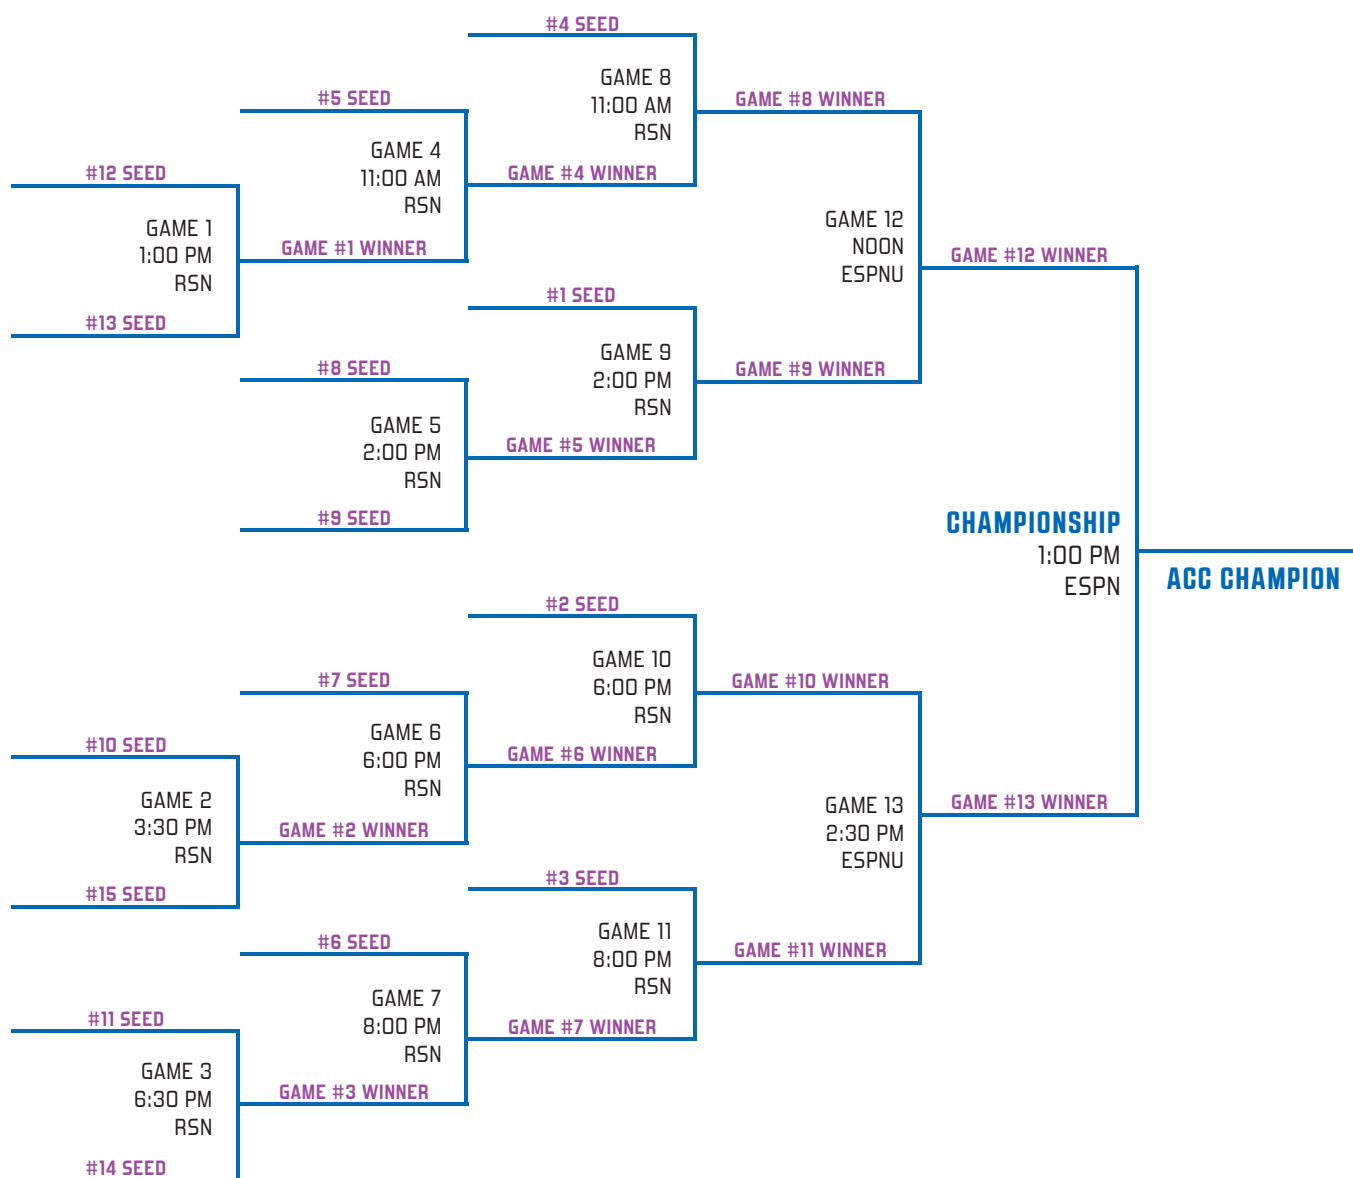 #4 SEED
GAME 8
11:00 AM
RSN
#5 SEED
GAME #8 WINNER
GAME 4
11:00 AM
RSN
#12 SEED
GAME #4 WINNER
GAME 1
1:00 PM
RSN
GAME #1 WINNER
GAME 12
NOON
ESPNU
GAME #12 WINNER
#13 SEED
#1 SEED
GAME 9
2:00 PM
RSN
#8 SEED
GAME #9 WINNER
GAME 5
2:00 PM
RSN
GAME #5 WINNER
#9 SEED
CHAMPIONSHIP
1:00 PM
ESPN
ACC CHAMPION
#2 SEED
GAME 10
6:00 PM
RSN
#7 SEED
GAME #10 WINNER
GAME 6
6:00 PM
RSN
#10 SEED
GAME #6 WINNER
GAME 2
3:30 PM
RSN
GAME #2 WINNER
GAME 13
2:30 PM
ESPNU
GAME #13 WINNER
#15 SEED
#3 SEED
GAME 11
8:00 PM
RSN
#6 SEED
GAME #11 WINNER
GAME 7
8:00 PM
RSN
#11 SEED
GAME #7 WINNER
GAME 3
6:30 PM
RSN
GAME #3 WINNER
#14 SEED